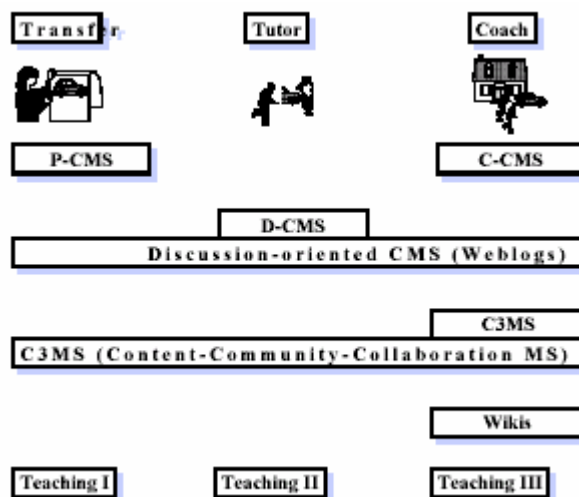 Transfer
Tutor
Coach
P-CMS
C-CMS
D-CMS
Discussion-oriented CMS (Weblogs)
C3MS
C3MS (Content-Community-Collaboration MS)
Wikis
Teaching I
Teaching II
Teaching III